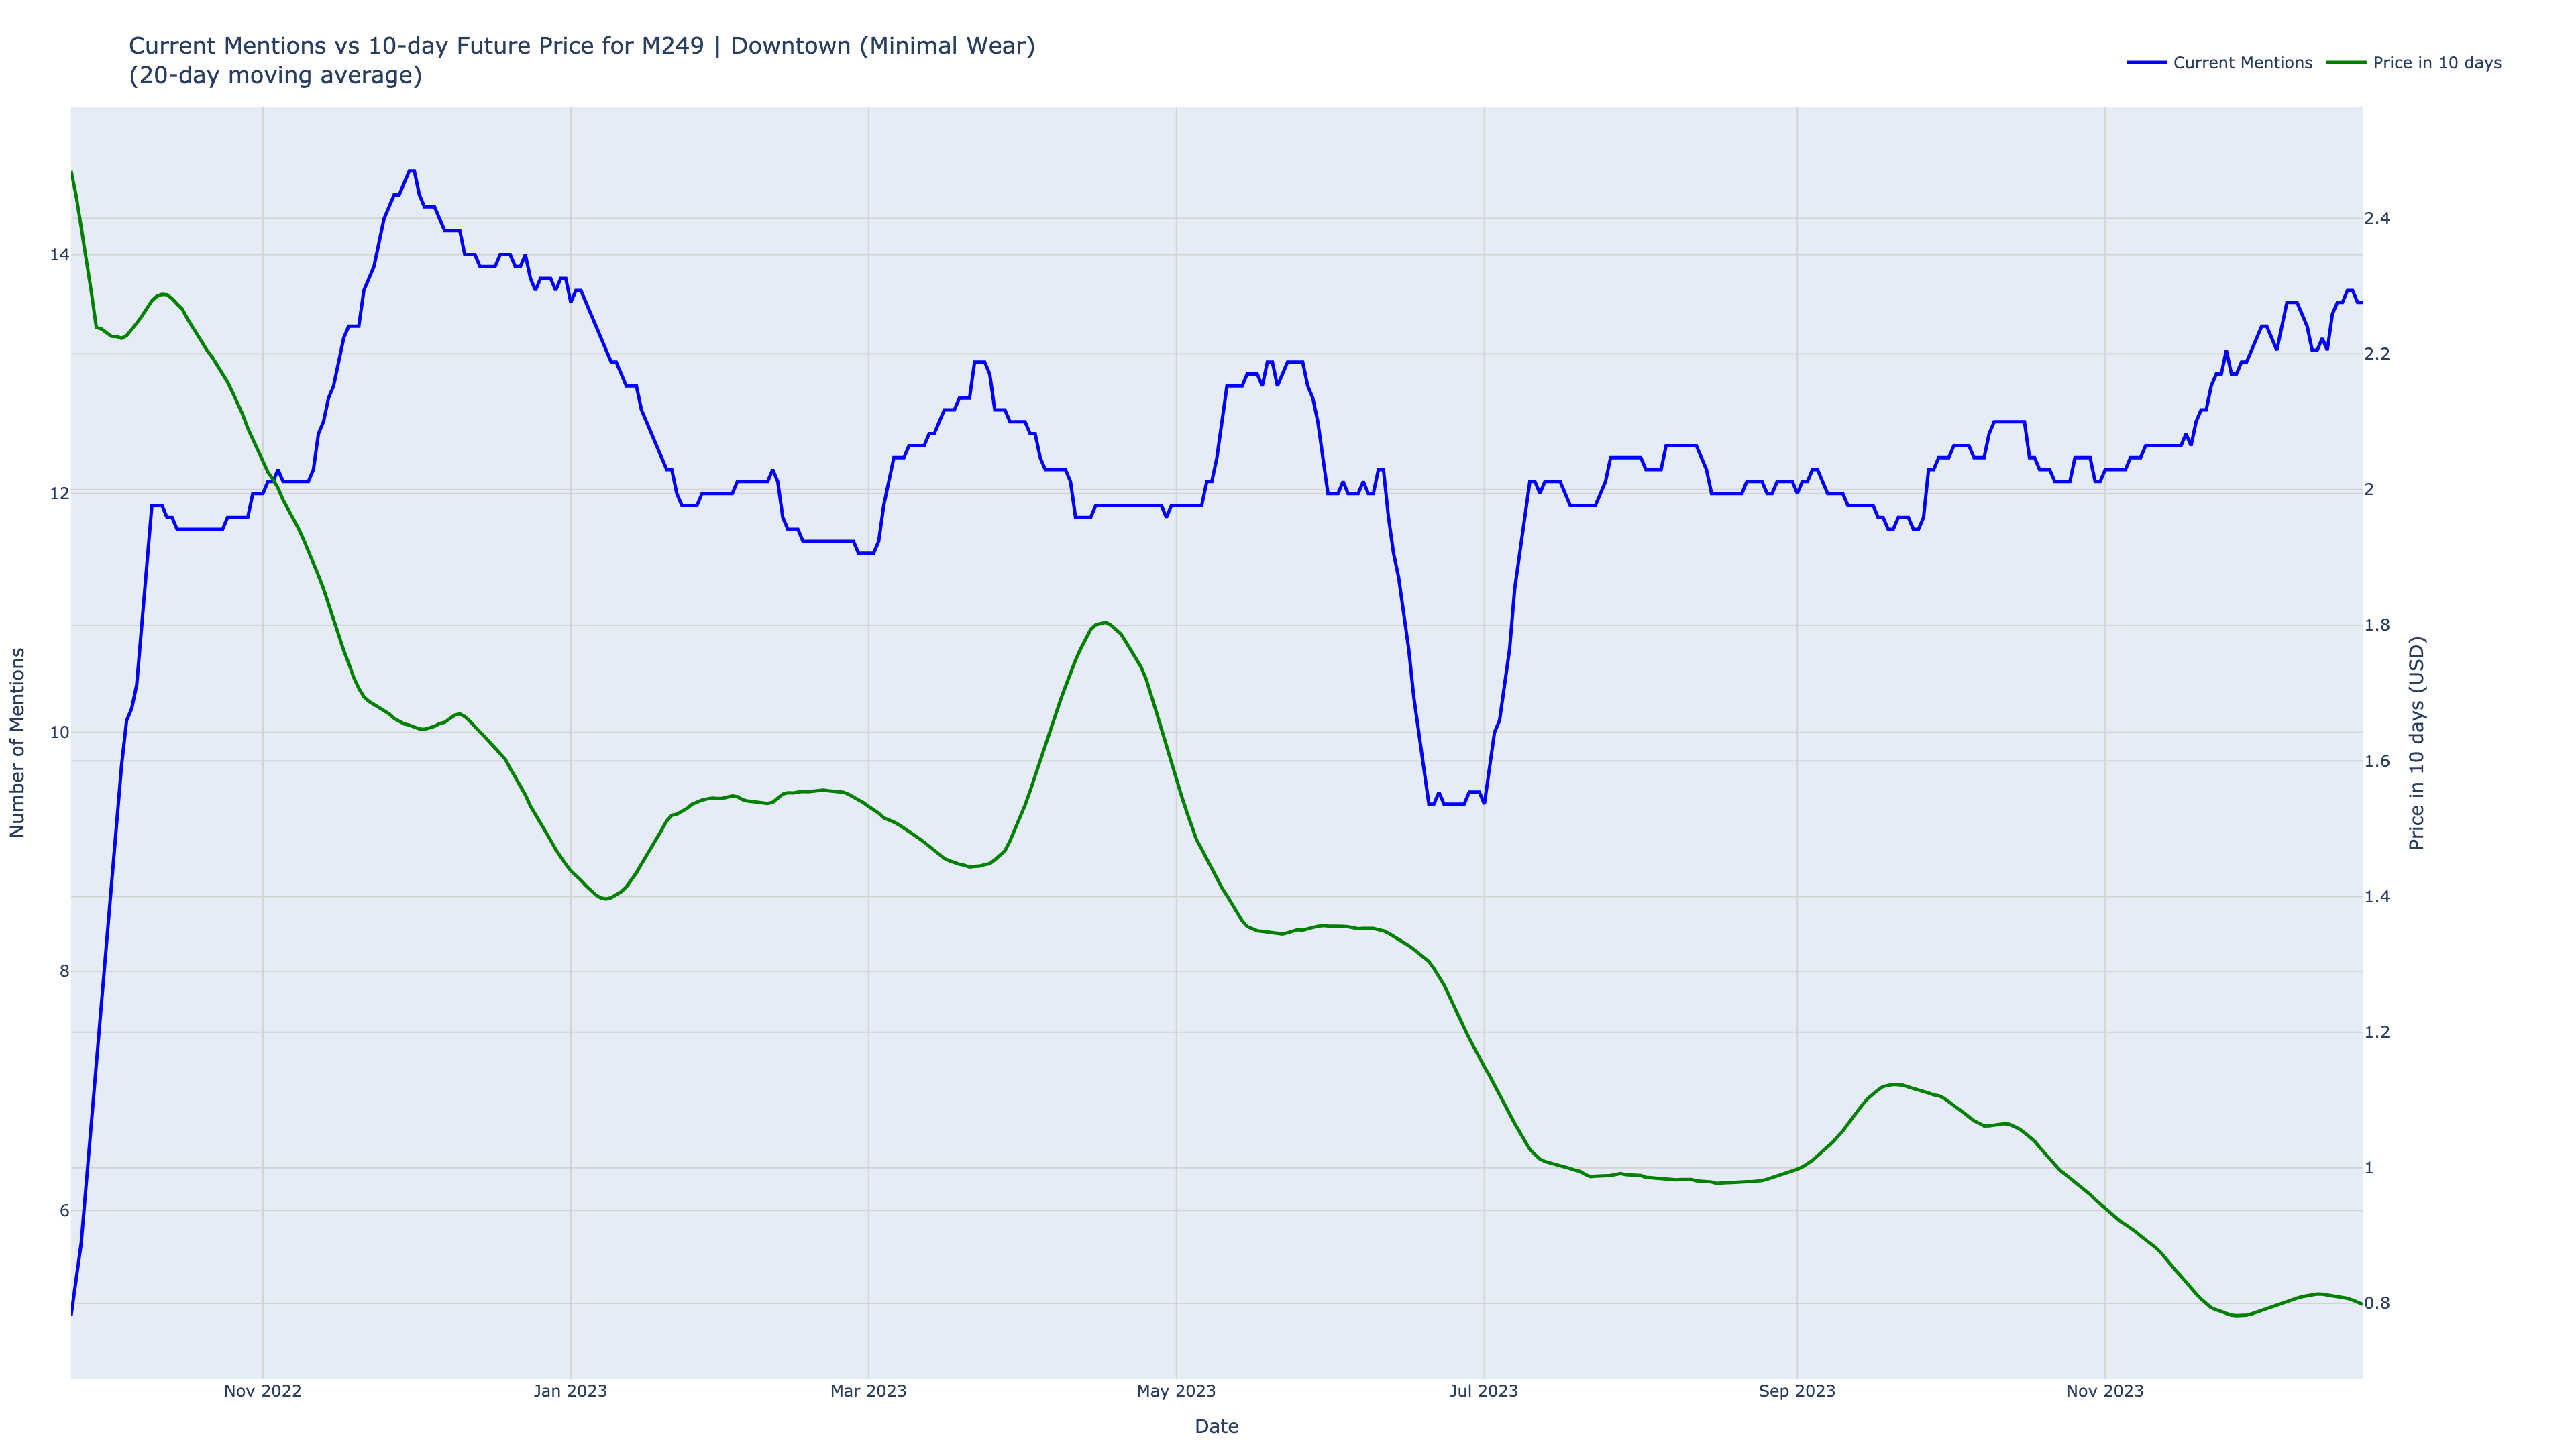 Current Mentions vs 10-day Future Price for M249 | Downtown (Minimal Wear)
(20-day moving average)
Current Mentions
Price in 10 days
Number of Mentions
14
12
10
8
6
2.4
2.2
2
1.8
1.6
1.4
1.2
1
0.8
Price in 10 days (USD)
Nov 2022
Jan 2023
Mar 2023
May 2023
Jul 2023
Sep 2023
Nov 2023
Date